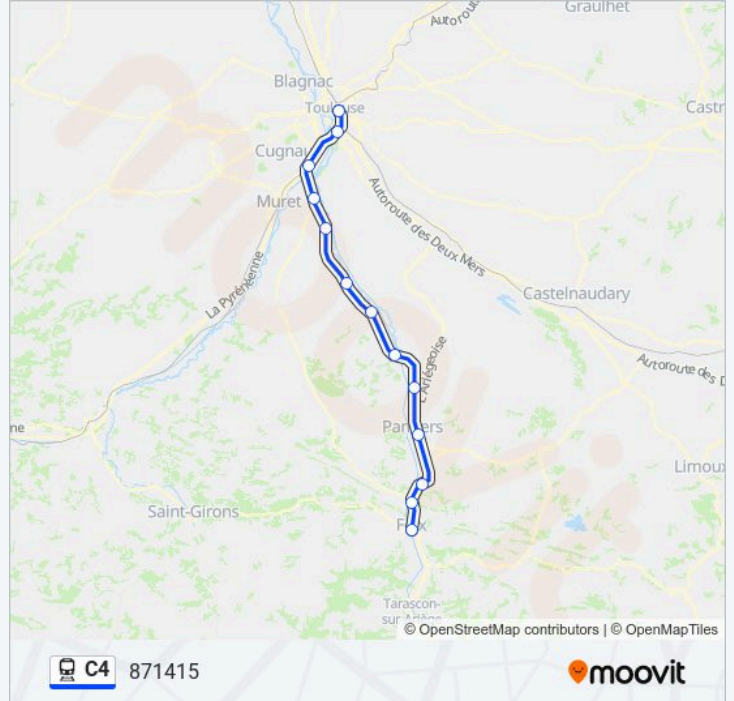 Graulhet
Autorou
Blagnac
Toulouse
Castr
Cugnau
Muret
Autoroute des Deux Mers
La Pyrénéenne
Castelnaudary
L'Ariégeoise
Autoroute des D
ne
Pamiers
Limoux
Saint-Girons
Foix
Tarascon-
sur-Ariège
© OpenStreetMap contributors | © OpenMapTiles
C4 871415
moovit